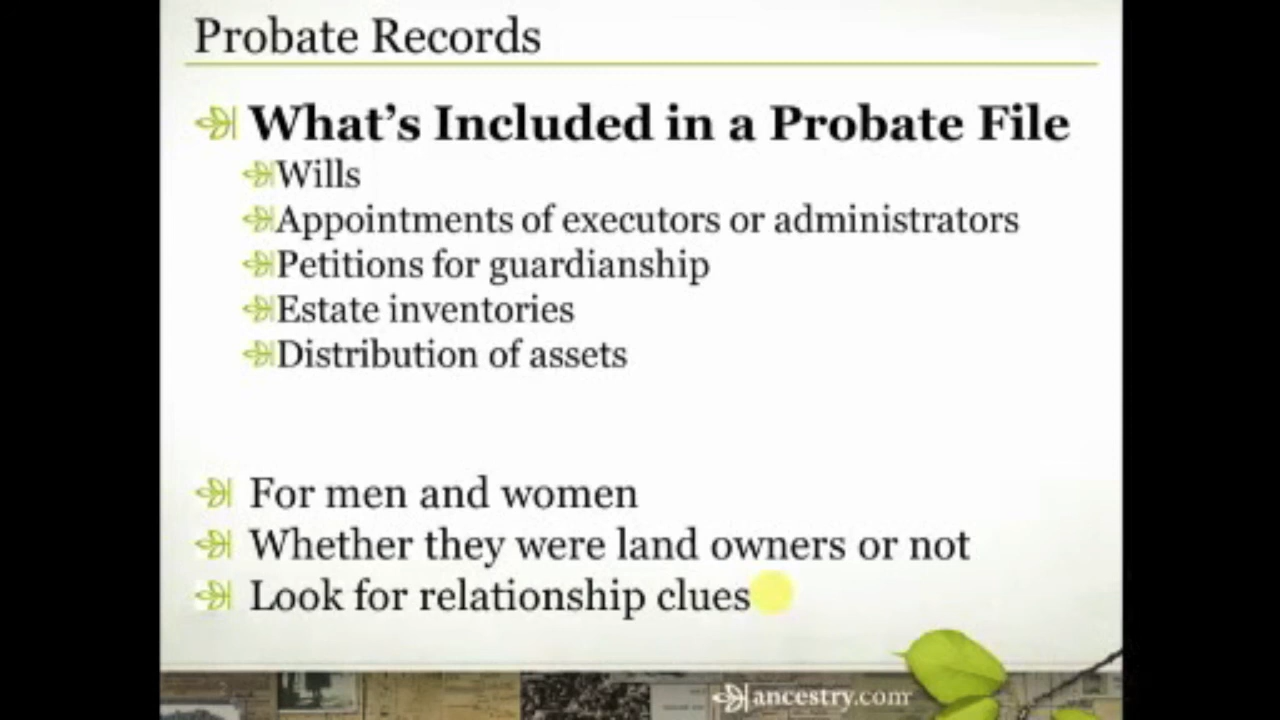 Probate Records
What's Included in a Probate File
Wills
Appointments of executors or administrators
Petitions for guardianship
Estate inventories
Distribution of assets
For men and women
Whether they were land owners or not
Look for relationship clues
ancestry.com